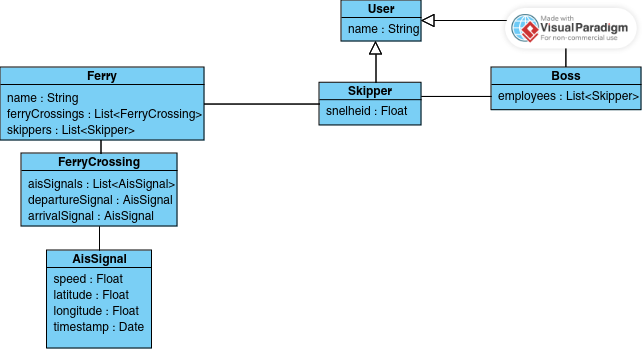 User
name : String
Made with
Visual Paradigm
For non-commercial use
Ferry
name : String
ferryCrossings : List<FerryCrossing>
skippers : List<Skipper>
Skipper
snelheid : Float
Boss
employees : List<Skipper>
FerryCrossing
aisSignals : List<AisSignal>
departureSignal : AisSignal
arrivalSignal : AisSignal
AisSignal
speed : Float
latitude : Float
longitude : Float
timestamp : Date